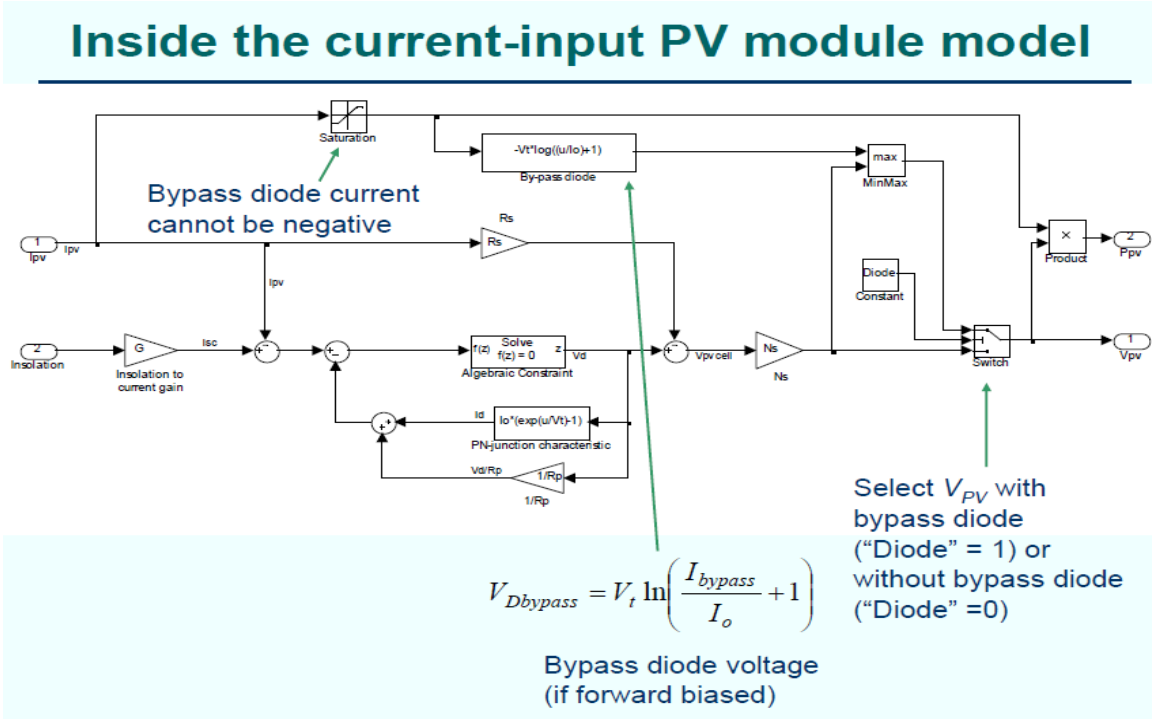 Inside the current-input PV module model
Saturation
-Vt*log((u/Io)+1)
By-pass diode
max
MinMax
Bypass diode current
cannot be negative
Rs
Rs
1
Ipv
Ipv
×
Product
2
Ppv
Diode
Constant
Ipv
2
Insolation
G
Insolation to
current gain
Isc
+
-
+
-
f(z)
Solve
f(z) = 0
z
Algebraic Constraint
Vd
+
-
Vpv cell
Ns
Ns
Switch
1
Vpv
+
+
Id
Io*(exp(u/Vt)-1)
PN-junction characteristic
Vd/Rp
1/Rp
1/Rp
Select VPV with
bypass diode
("Diode" = 1) or
without bypass diode
("Diode" =0)
VDbypass = Vt ln(Ibypass/Io + 1)
Bypass diode voltage
(if forward biased)